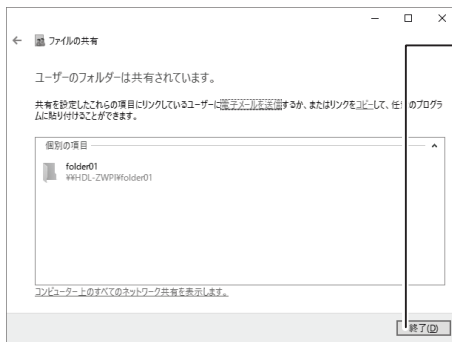 ファイルの共有
ユーザーのフォルダーは共有されています。
共有を設定したこれらの項目にリンクしているユーザーに電子メールを送信するか、またはリンクをコピーして、任意のプログラ
ムに貼り付けることができます。
個別の項目
folder01
¥¥HDL-ZWPI¥folder01
コンピューター上のすべてのネットワーク共有を表示します。
終了(D)